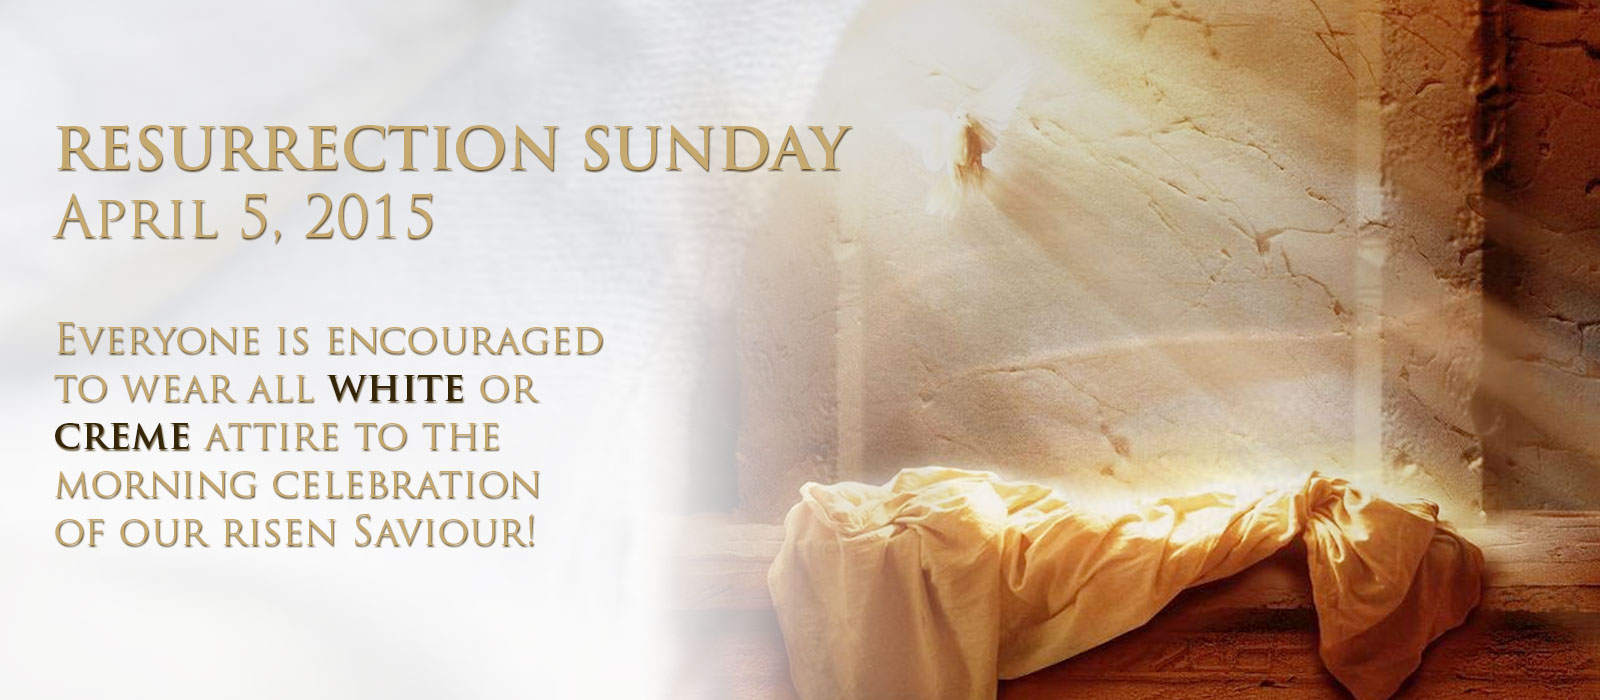 RESURRECTION SUNDAY
APRIL 5, 2015
EVERYONE IS ENCOURAGED
TO WEAR ALL WHITE OR
CREME ATTIRE TO THE
MORNING CELEBRATION
OF OUR RISEN SAVIOUR!